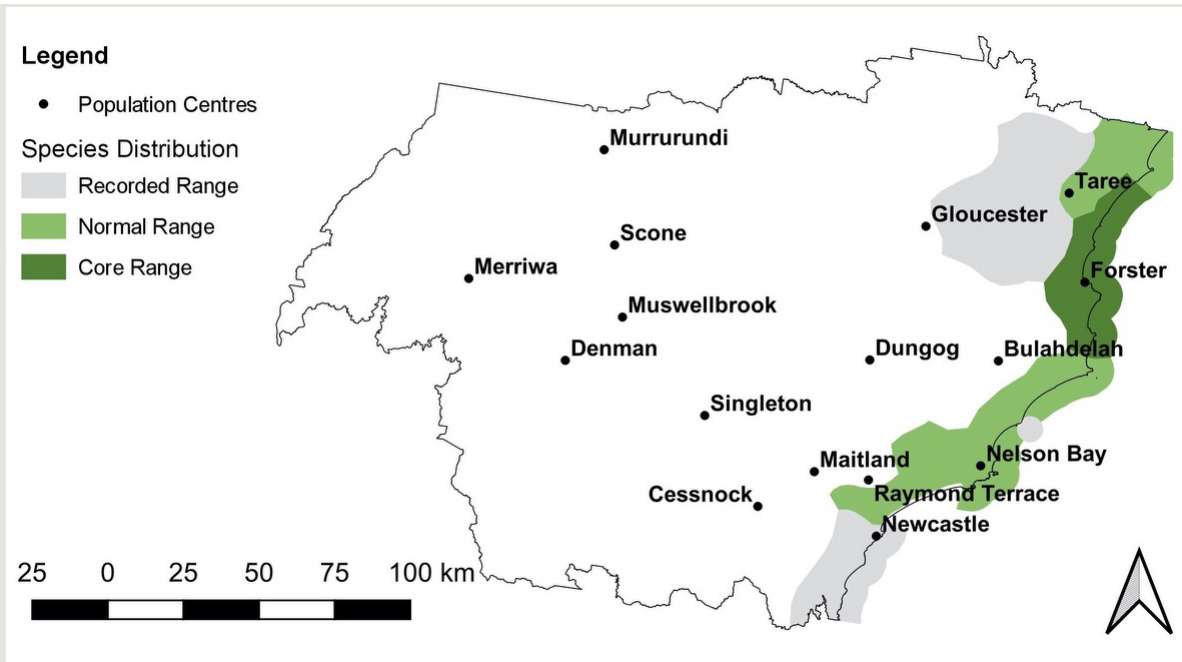 Legend
Population Centres
Species Distribution
Recorded Range
Normal Range
Core Range
Murrurundi
Taree
Gloucester
Scone
Merriwa
Forster
Muswellbrook
Denman
Dungog
Bulahdelah
Singleton
Maitland
Nelson Bay
Cessnock
Raymond Terrace
Newcastle
25 0 25 50 75 100 km